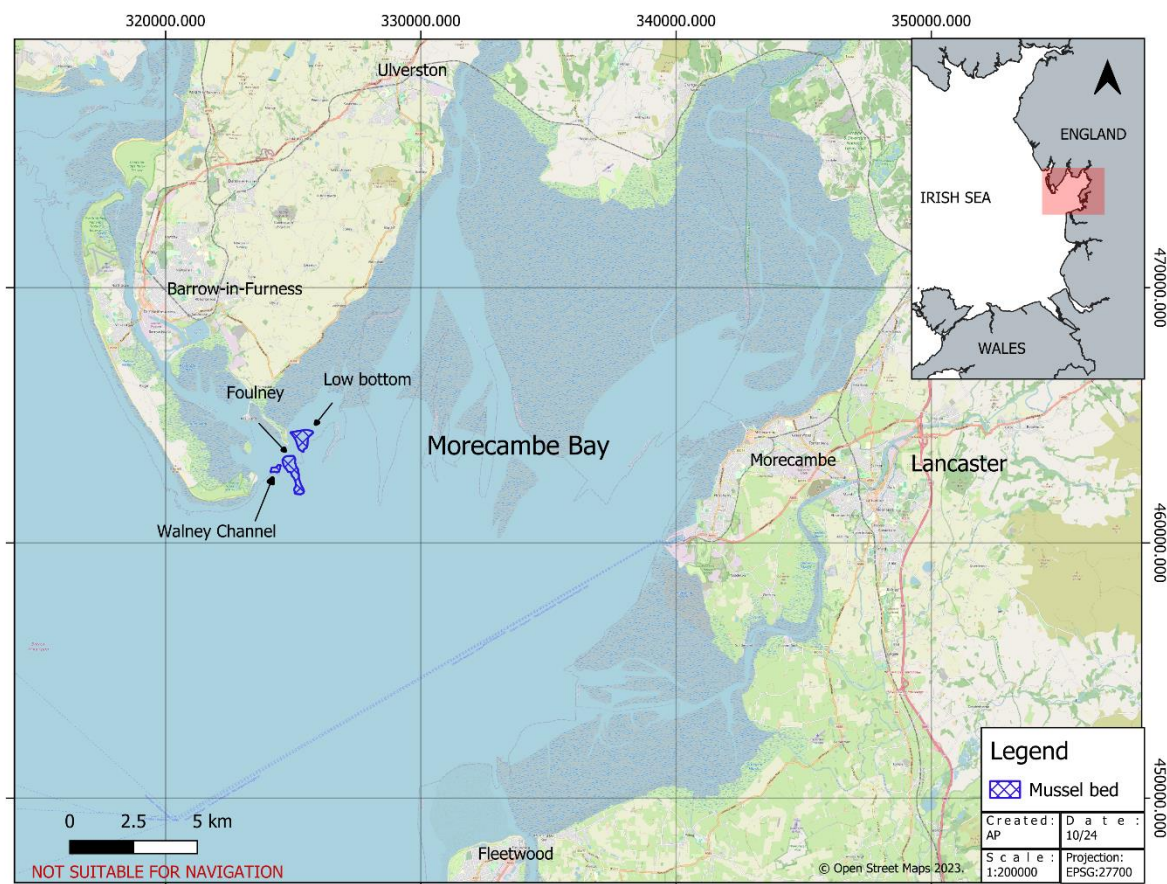 320000.000
330000.000
340000.000
350000.000
Ulverston
ENGLAND
IRISH SEA
WALES
470000.000
Barrow-in-Furness
Foulney
Low bottom
Morecambe Bay
Morecambe
Lancaster
Walney Channel
460000.000
Legend
Mussel bed
450000.000
0 2.5 5 km
Created: AP
Date: 10/24
Scale: 1:200000
Projection: EPSG:27700
Fleetwood
NOT SUITABLE FOR NAVIGATION
© Open Street Maps 2023.